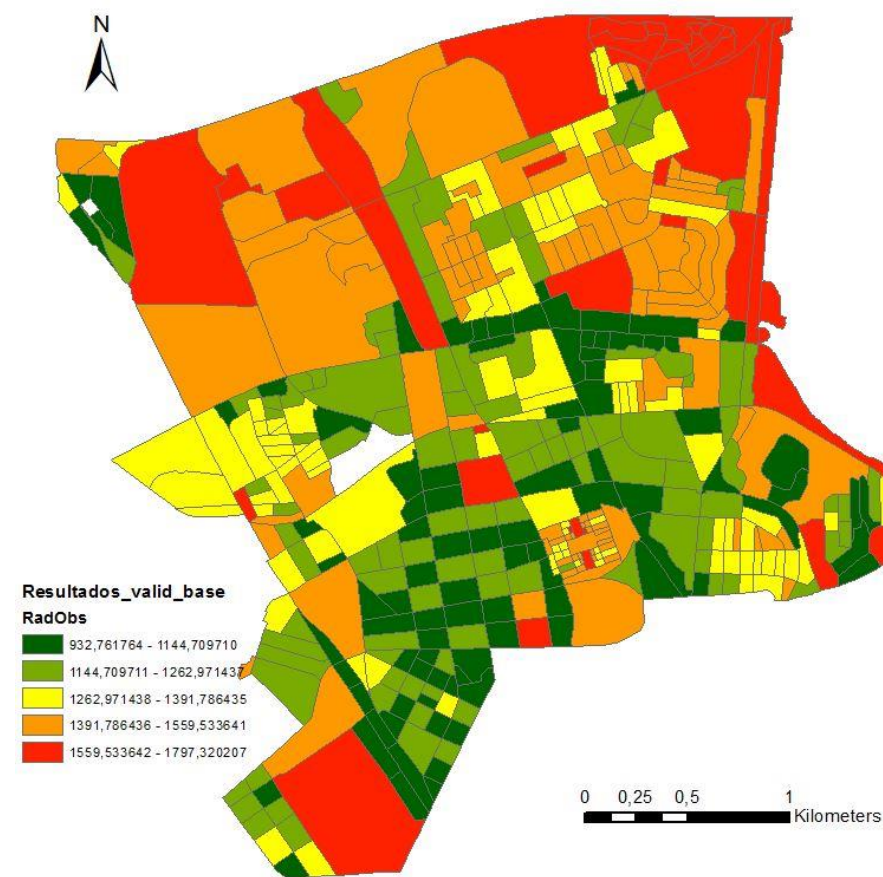 N
Resultados_valid_base
RadObs
932,761764 - 1144,709710
1144,709711 - 1262,971437
1262,971438 - 1391,786435
1391,786436 - 1559,533641
1559,533642 - 1797,320207
0 0,25 0,5 1
Kilometers